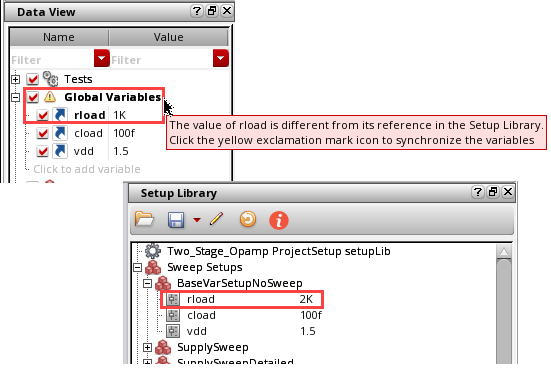 Data View
Name Value
Filter Filter
Tests
Global Variables
rload 1K
cload 100f
vdd 1.5
Click to add variable
The value of rload is different from its reference in the Setup Library.
Click the yellow exclamation mark icon to synchronize the variables
Setup Library
Two_Stage_Opamp ProjectSetup setupLib
Sweep Setups
BaseVarSetupNoSweep
rload 2K
cload 100f
vdd 1.5
SupplySweep
SupplySweepDetailed